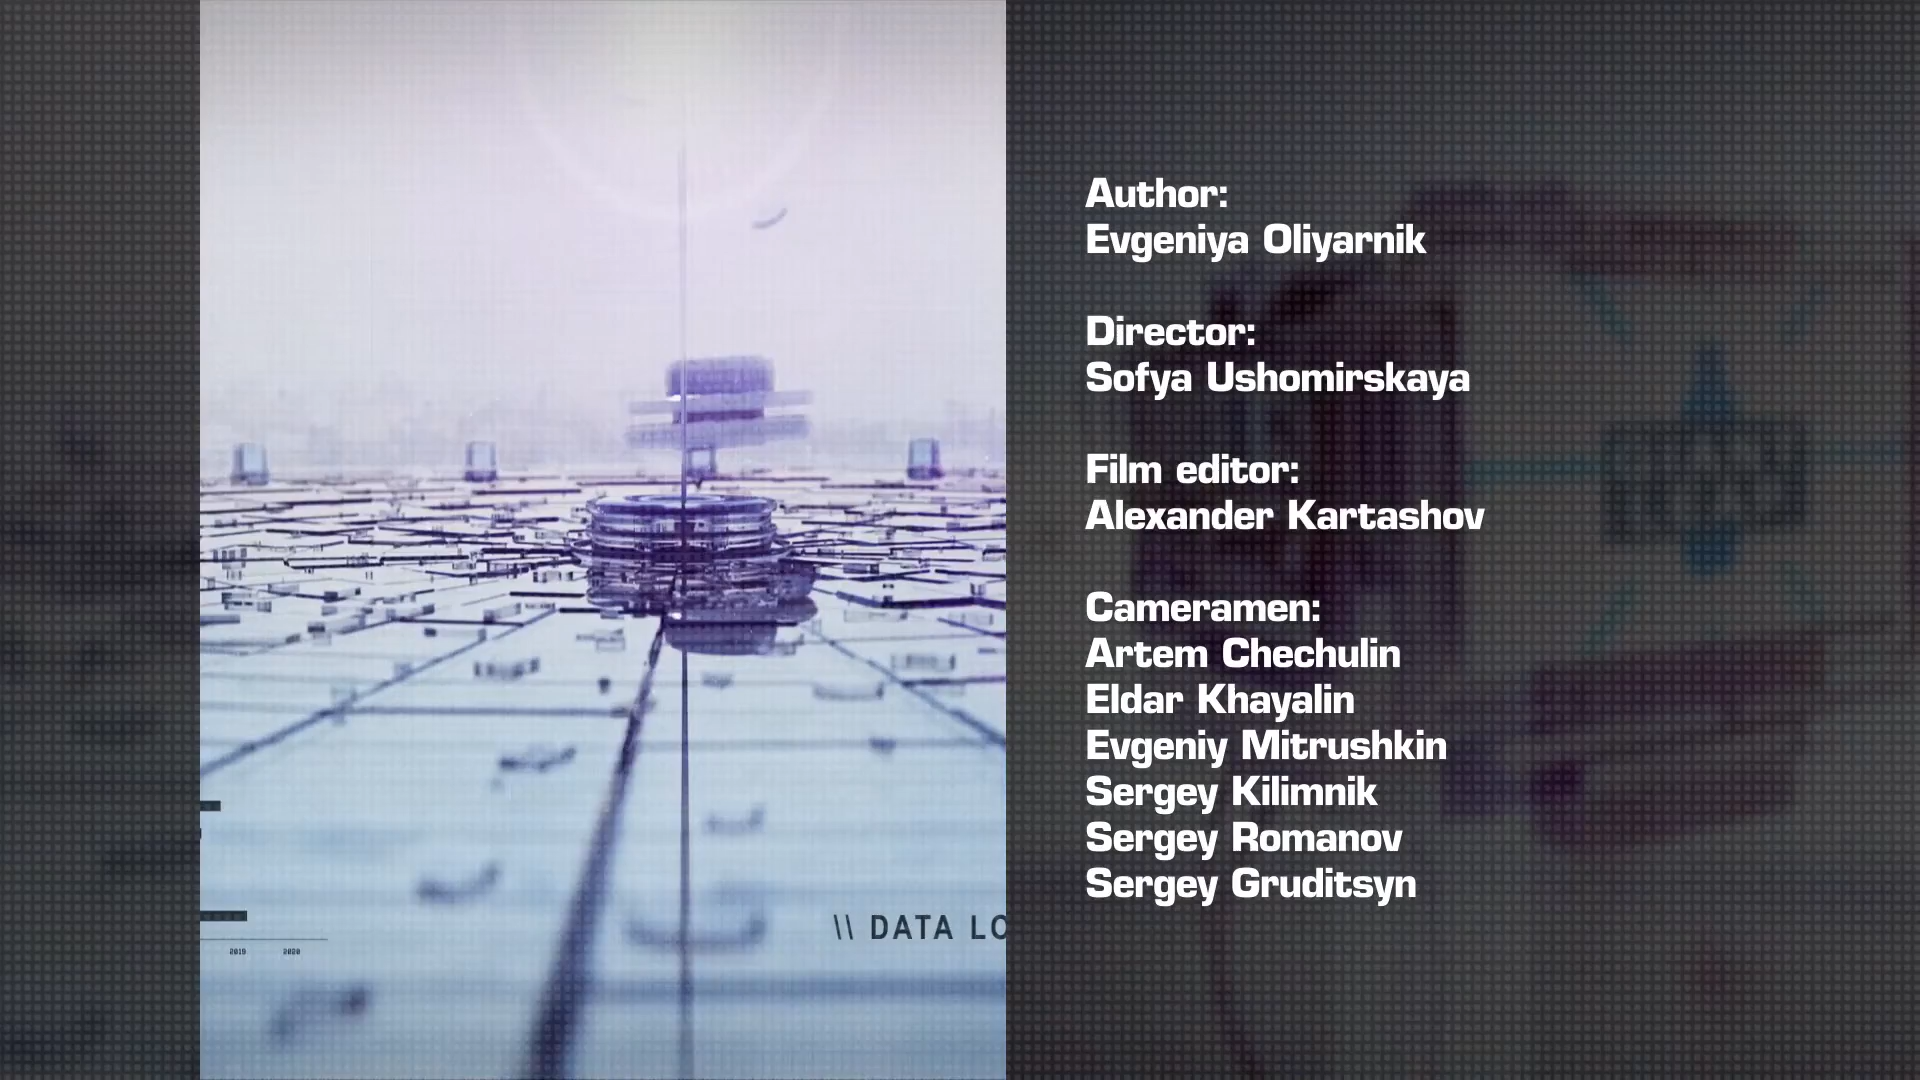 Author:
Evgeniya Oliyarnik
Director:
Sofya Ushomirskaya
Film editor:
Alexander Kartashov
Cameramen:
Artem Chechulin
Eldar Khayalin
Evgeniy Mitrushkin
Sergey Kilimnik
Sergey Romanov
Sergey Gruditsyn
\\ DATA LO
2019 2020